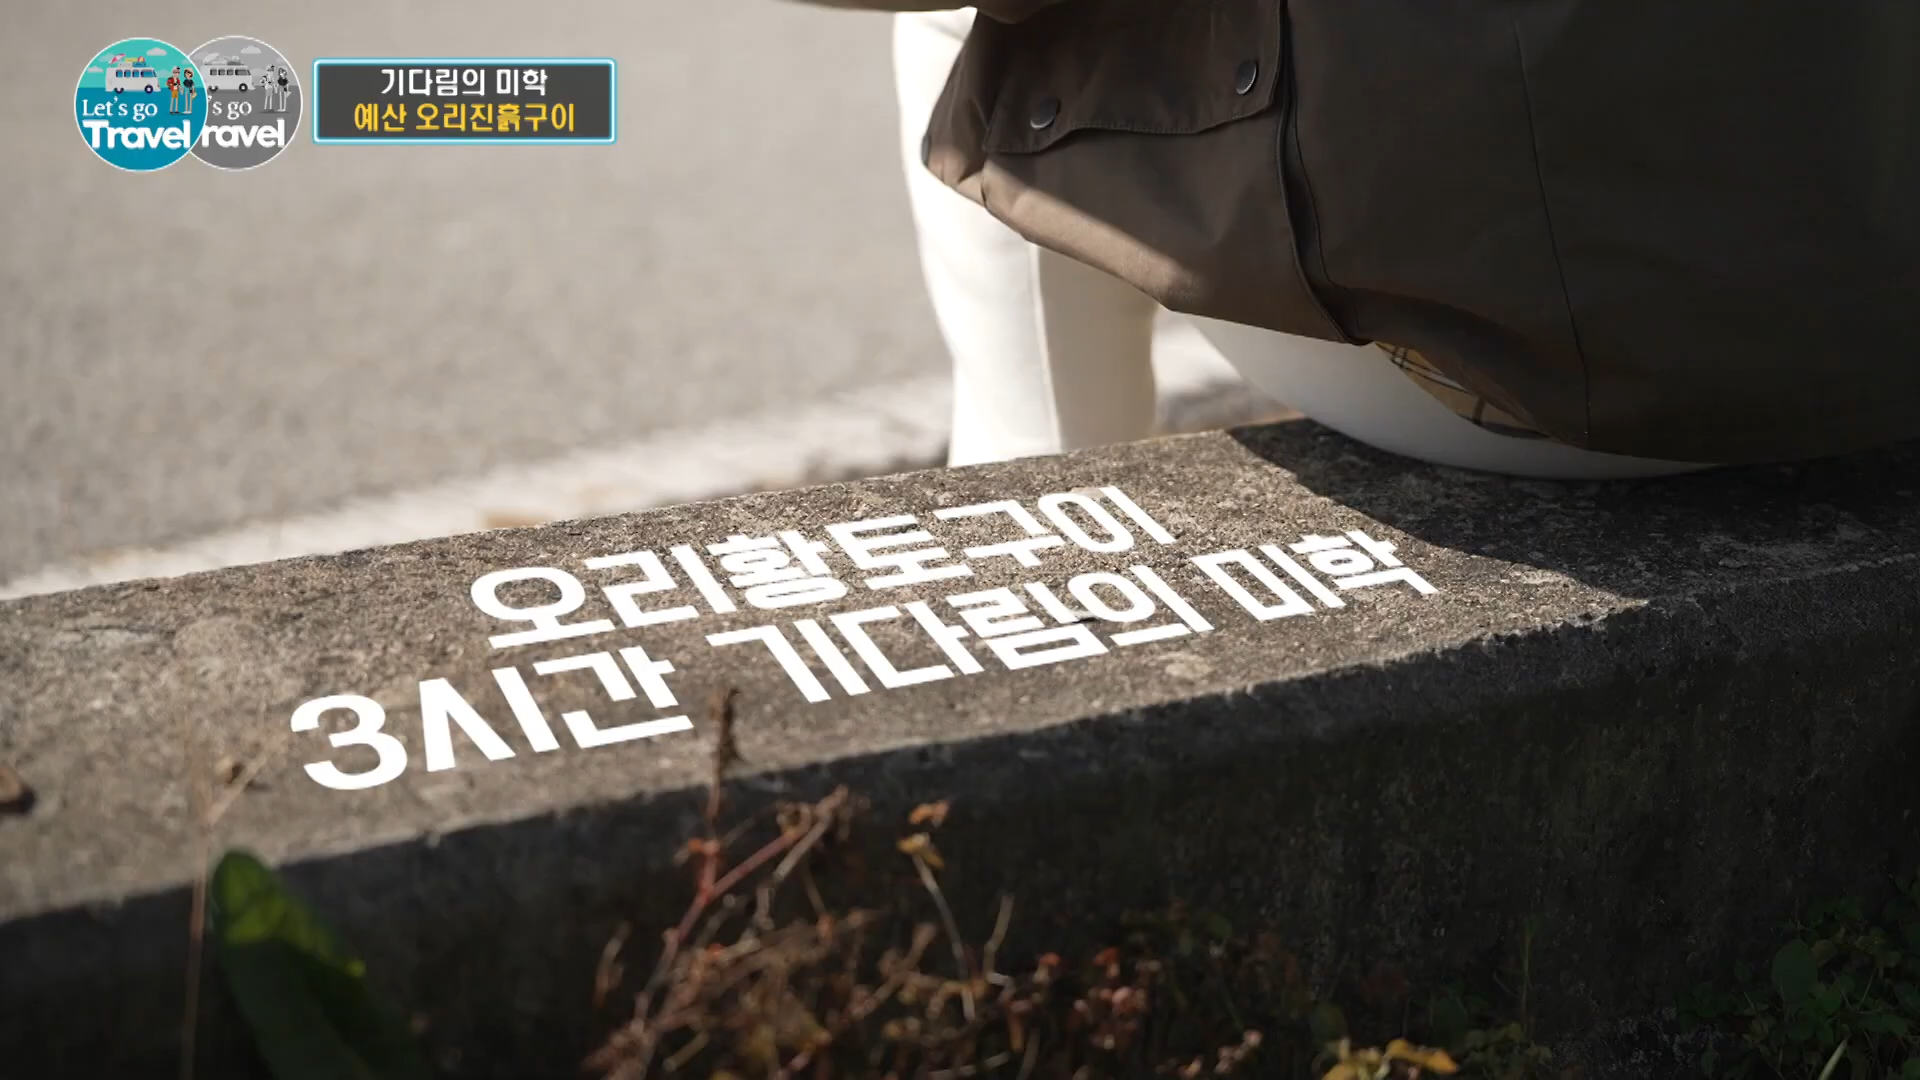 Let's go
Travel
's go
ravel
기다림의 미학
예산 오리진흙구이
오리황토구이
3시간 기다림의 미학